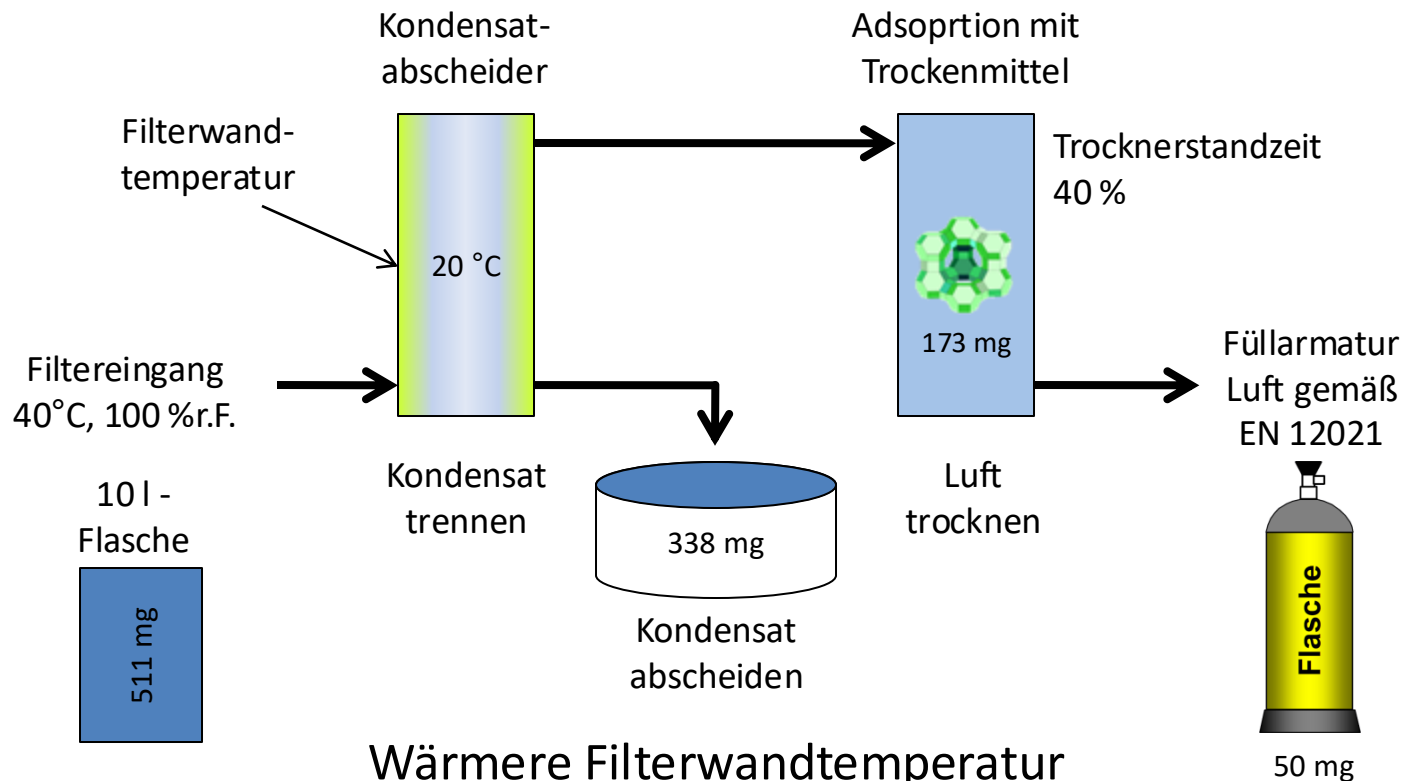 Kondensat-
abscheider
Adsoprtion mit
Trockenmittel
Filterwand-
temperatur
Trocknerstandzeit
40 %
20 °C
173 mg
Filtereingang
40°C, 100 %r.F.
Füllarmatur
Luft gemäß
EN 12021
10 l -
Flasche
511 mg
Kondensat
trennen
338 mg
Kondensat
abscheiden
Luft
trocknen
Flasche
50 mg
Wärmere Filterwandtemperatur